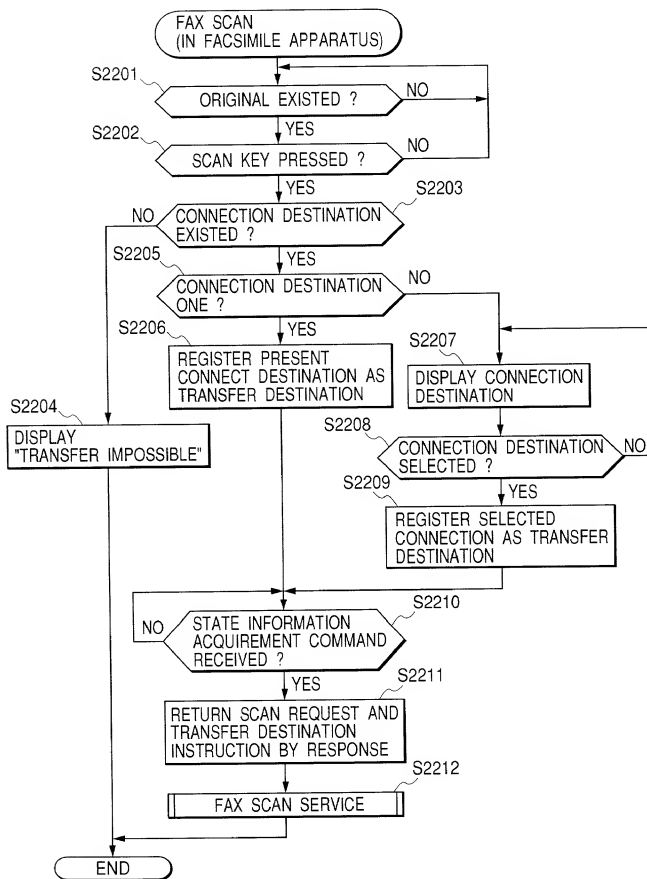 FAX SCAN
(IN FACSIMILE APPARATUS)
S2201
ORIGINAL EXISTED ?
NO
YES
S2202
SCAN KEY PRESSED ?
NO
YES
S2203
NO
CONNECTION DESTINATION
EXISTED ?
YES
S2205
CONNECTION DESTINATION
ONE ?
NO
YES
S2206
REGISTER PRESENT
CONNECT DESTINATION AS
TRANSFER DESTINATION
S2207
DISPLAY CONNECTION
DESTINATION
S2204
DISPLAY
"TRANSFER IMPOSSIBLE"
S2208
CONNECTION DESTINATION
SELECTED ?
NO
YES
S2209
REGISTER SELECTED
CONNECTION AS TRANSFER
DESTINATION
S2210
NO
STATE INFORMATION
ACQUIREMENT COMMAND
RECEIVED ?
YES
S2211
RETURN SCAN REQUEST AND
TRANSFER DESTINATION
INSTRUCTION BY RESPONSE
S2212
FAX SCAN SERVICE
END